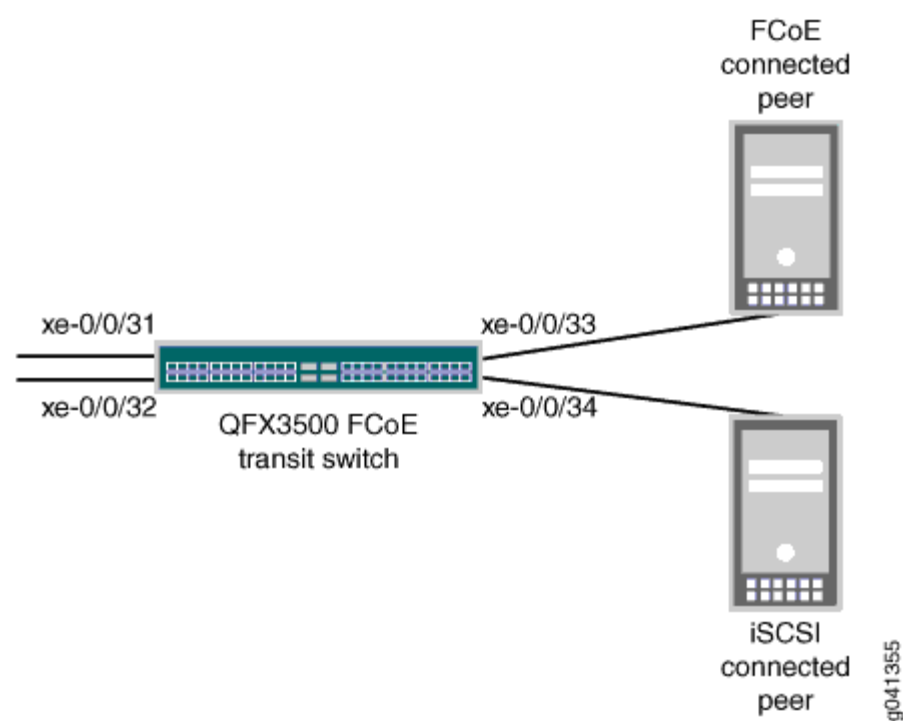 FCoE
connected
peer
xe-0/0/31
xe-0/0/33
xe-0/0/32
xe-0/0/34
QFX3500 FCoE
transit switch
iSCSI
connected
peer
g041355